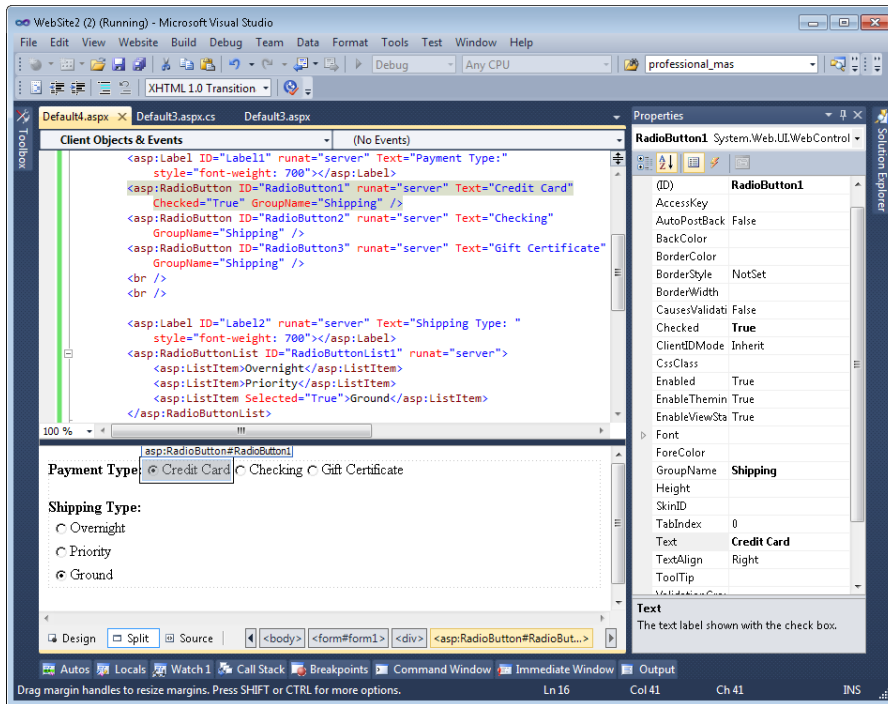 WebSite2 (2) (Running) - Microsoft Visual Studio
File Edit View Website Build Debug Team Data Format Tools Test Window Help
Debug Any CPU professional_mas
XHTML 1.0 Transition
Default4.aspx Default3.aspx.cs Default3.aspx
Client Objects & Events (No Events)
<asp:Label ID="Label1" runat="server" Text="Payment Type:"
style="font-weight: 700"></asp:Label>
<asp:RadioButton ID="RadioButton1" runat="server" Text="Credit Card"
Checked="True" GroupName="Shipping" />
<asp:RadioButton ID="RadioButton2" runat="server" Text="Checking"
GroupName="Shipping" />
<asp:RadioButton ID="RadioButton3" runat="server" Text="Gift Certificate"
GroupName="Shipping" />
<br />
<br />
<asp:Label ID="Label2" runat="server" Text="Shipping Type: "
style="font-weight: 700"></asp:Label>
<asp:RadioButtonList ID="RadioButtonList1" runat="server">
<asp:ListItem>Overnight</asp:ListItem>
<asp:ListItem>Priority</asp:ListItem>
<asp:ListItem Selected="True">Ground</asp:ListItem>
</asp:RadioButtonList>
100 %
asp:RadioButton#RadioButton1
Payment Type: Credit Card Checking Gift Certificate
Shipping Type:
Overnight
Priority
Ground
Design Split Source <body> <form#form1> <div> <asp:RadioButton#RadioBut...>
Toolbox
Properties
RadioButton1 System.Web.UI.WebControl
(ID) RadioButton1
AccessKey
AutoPostBack False
BackColor
BorderColor
BorderStyle NotSet
BorderWidth
CausesValidati False
Checked True
ClientIDMode Inherit
CssClass
Enabled True
EnableThemin True
EnableViewSta True
Font
ForeColor
GroupName Shipping
Height
SkinID
TabIndex 0
Text Credit Card
TextAlign Right
ToolTip
Text
The text label shown with the check box.
Solution Explorer
Autos Locals Watch 1 Call Stack Breakpoints Command Window Immediate Window Output
Drag margin handles to resize margins. Press SHIFT or CTRL for more options. Ln 16 Col 41 Ch 41 INS